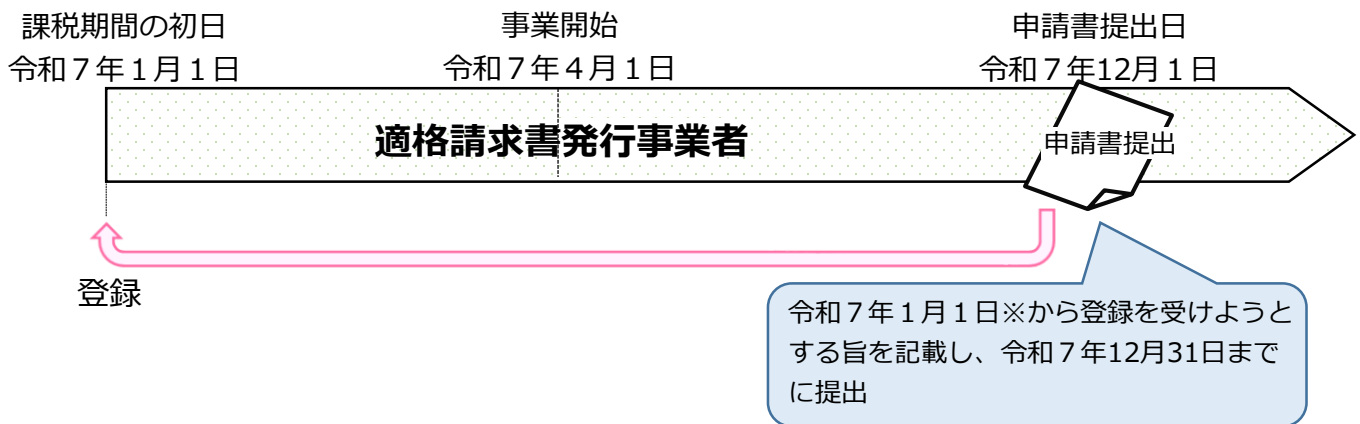 課税期間の初日
令和７年１月１日
事業開始
令和７年４月１日
申請書提出日
令和７年12月１日
適格請求書発行事業者
申請書提出
登録
令和７年１月１日※から登録を受けようと
する旨を記載し、令和７年12月31日まで
に提出